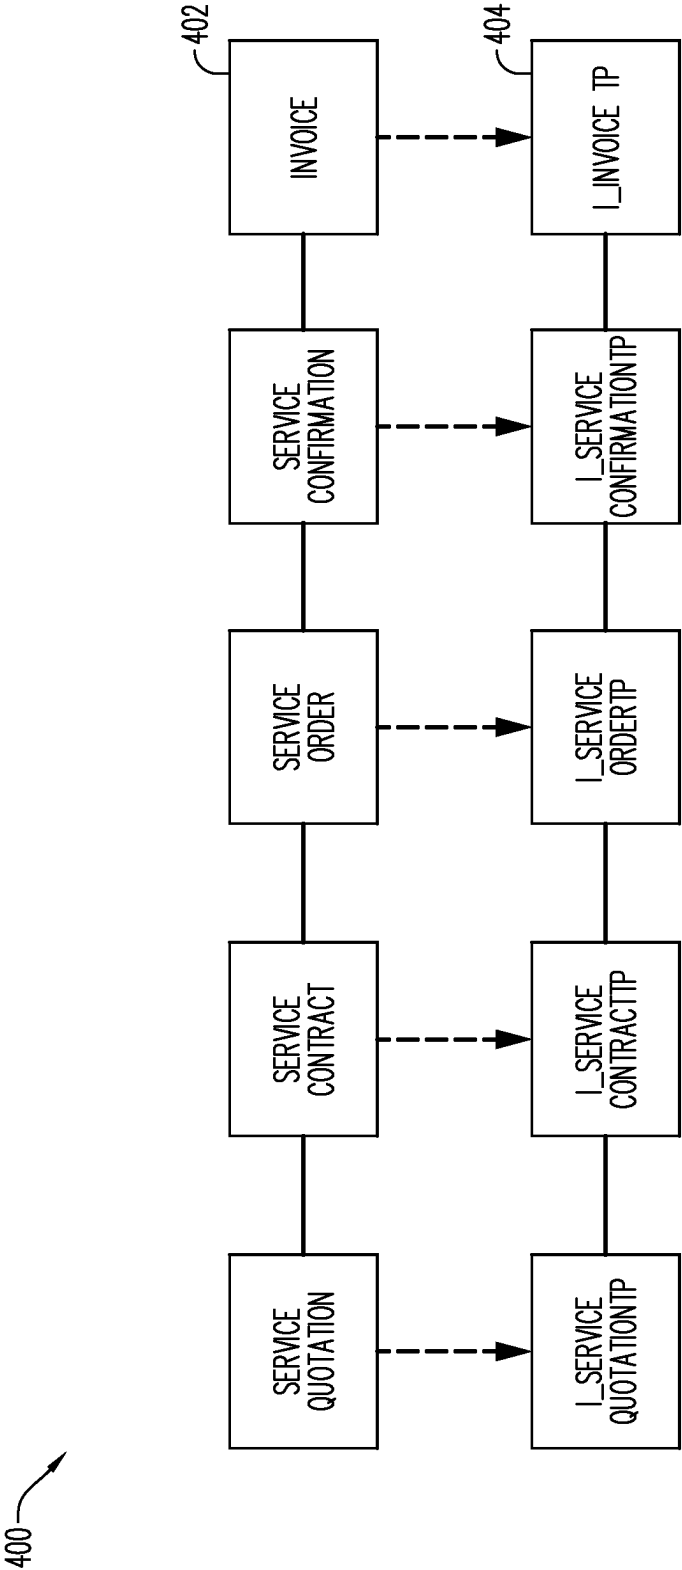 400
SERVICE
QUOTATION
SERVICE
CONTRACT
SERVICE
ORDER
SERVICE
CONFIRMATION
INVOICE
402
I_SERVICE
QUOTATIONTP
I_SERVICE
CONTRACTTP
I_SERVICE
ORDERTP
I_SERVICE
CONFIRMATIONTP
I_INVOICE TP
404